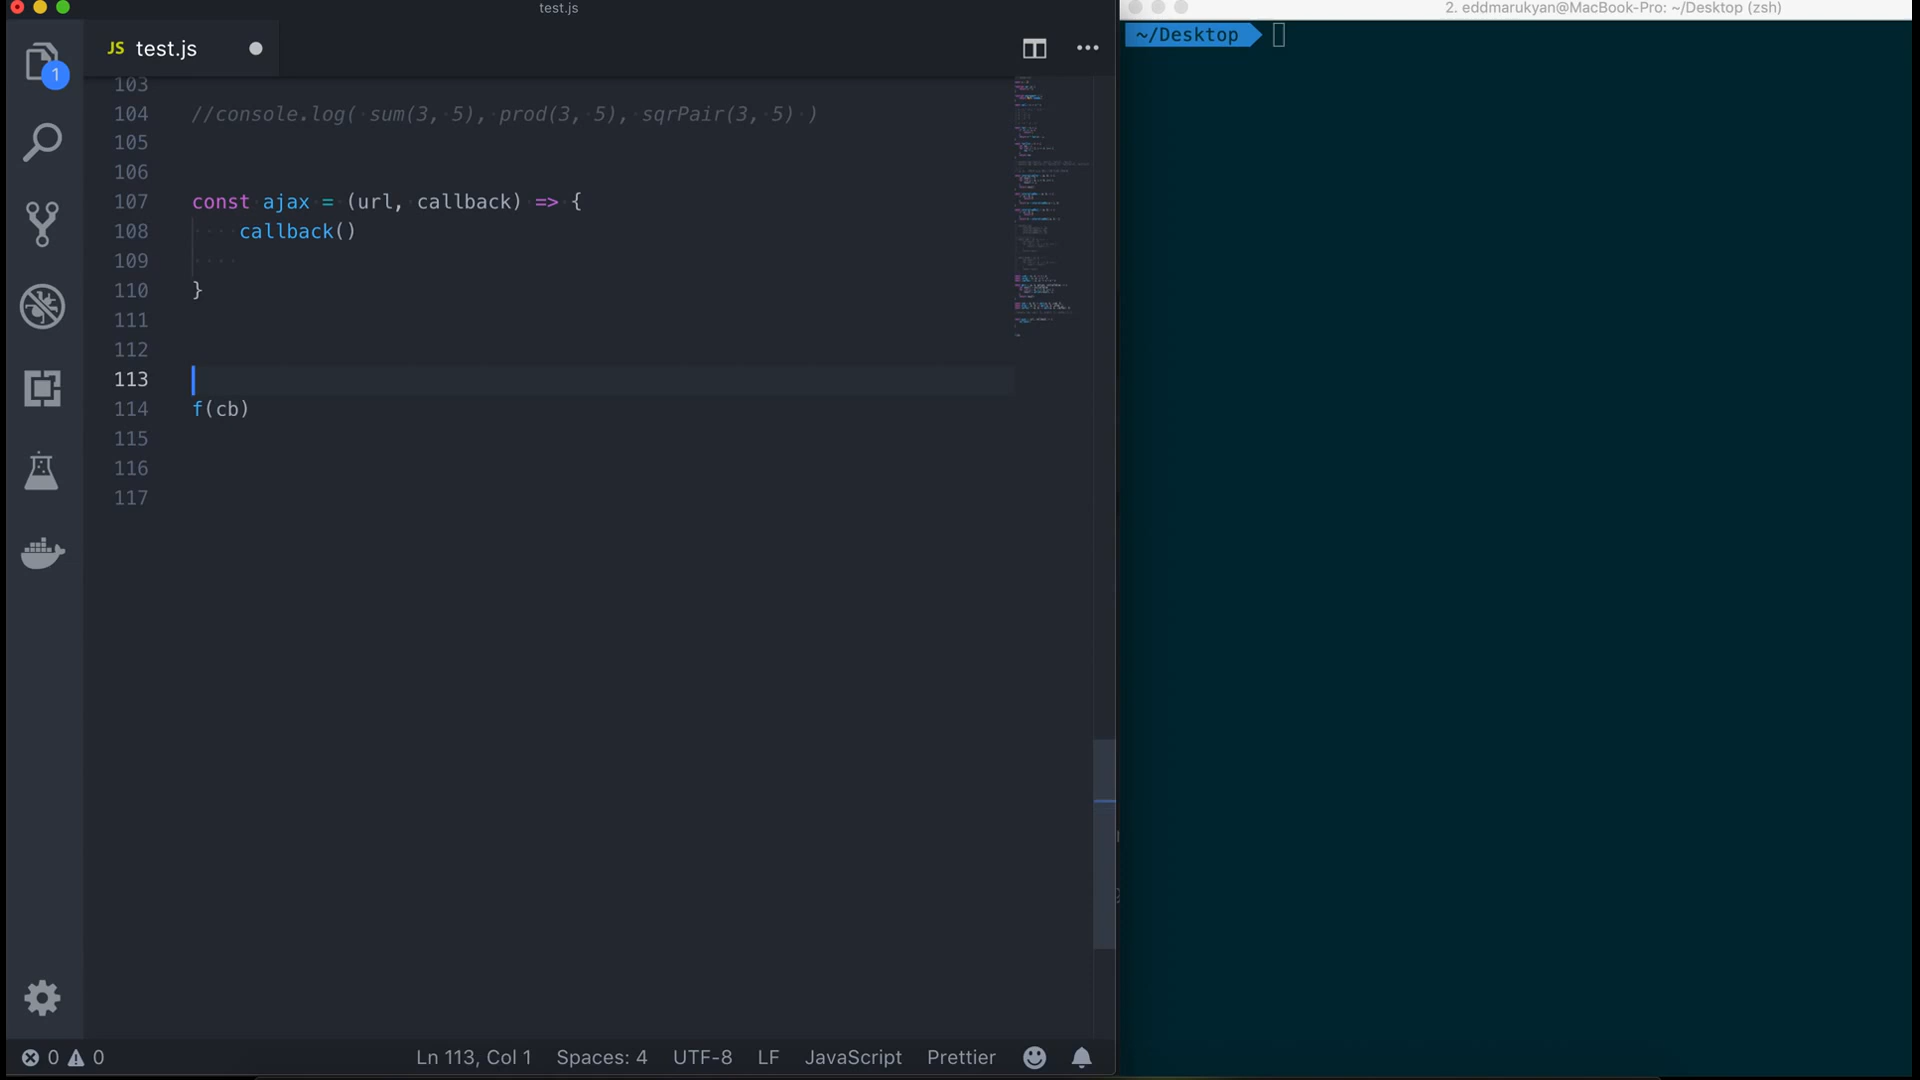 test.js
2. eddmarukyan@MacBook-Pro: ~/Desktop (zsh)
JS test.js
~/Desktop
1
103
104 //console.log( sum(3, 5), prod(3, 5), sqrPair(3, 5) )
105
106
107 const ajax = (url, callback) => {
108 callback()
109
110 }
111
112
113
114 f(cb)
115
116
117
0 0 Ln 113, Col 1 Spaces: 4 UTF-8 LF JavaScript Prettier